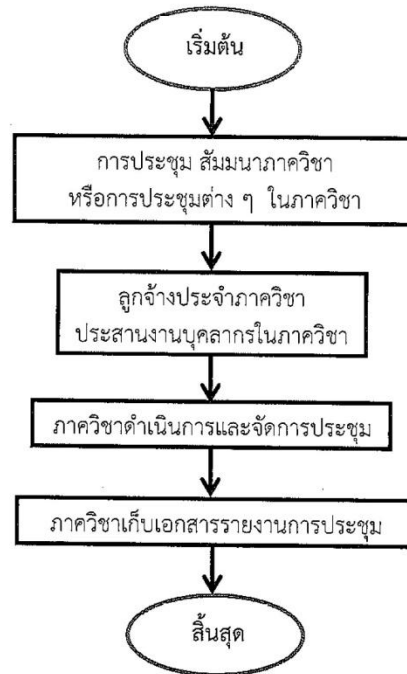 เริ่มต้น
การประชุม สัมมนาภาควิชา
หรือการประชุมต่าง ๆ ในภาควิชา
ลูกจ้างประจำภาควิชา
ประสานงานบุคลากรในภาควิชา
ภาควิชาดำเนินการและจัดการประชุม
ภาควิชาเก็บเอกสารรายงานการประชุม
สิ้นสุด